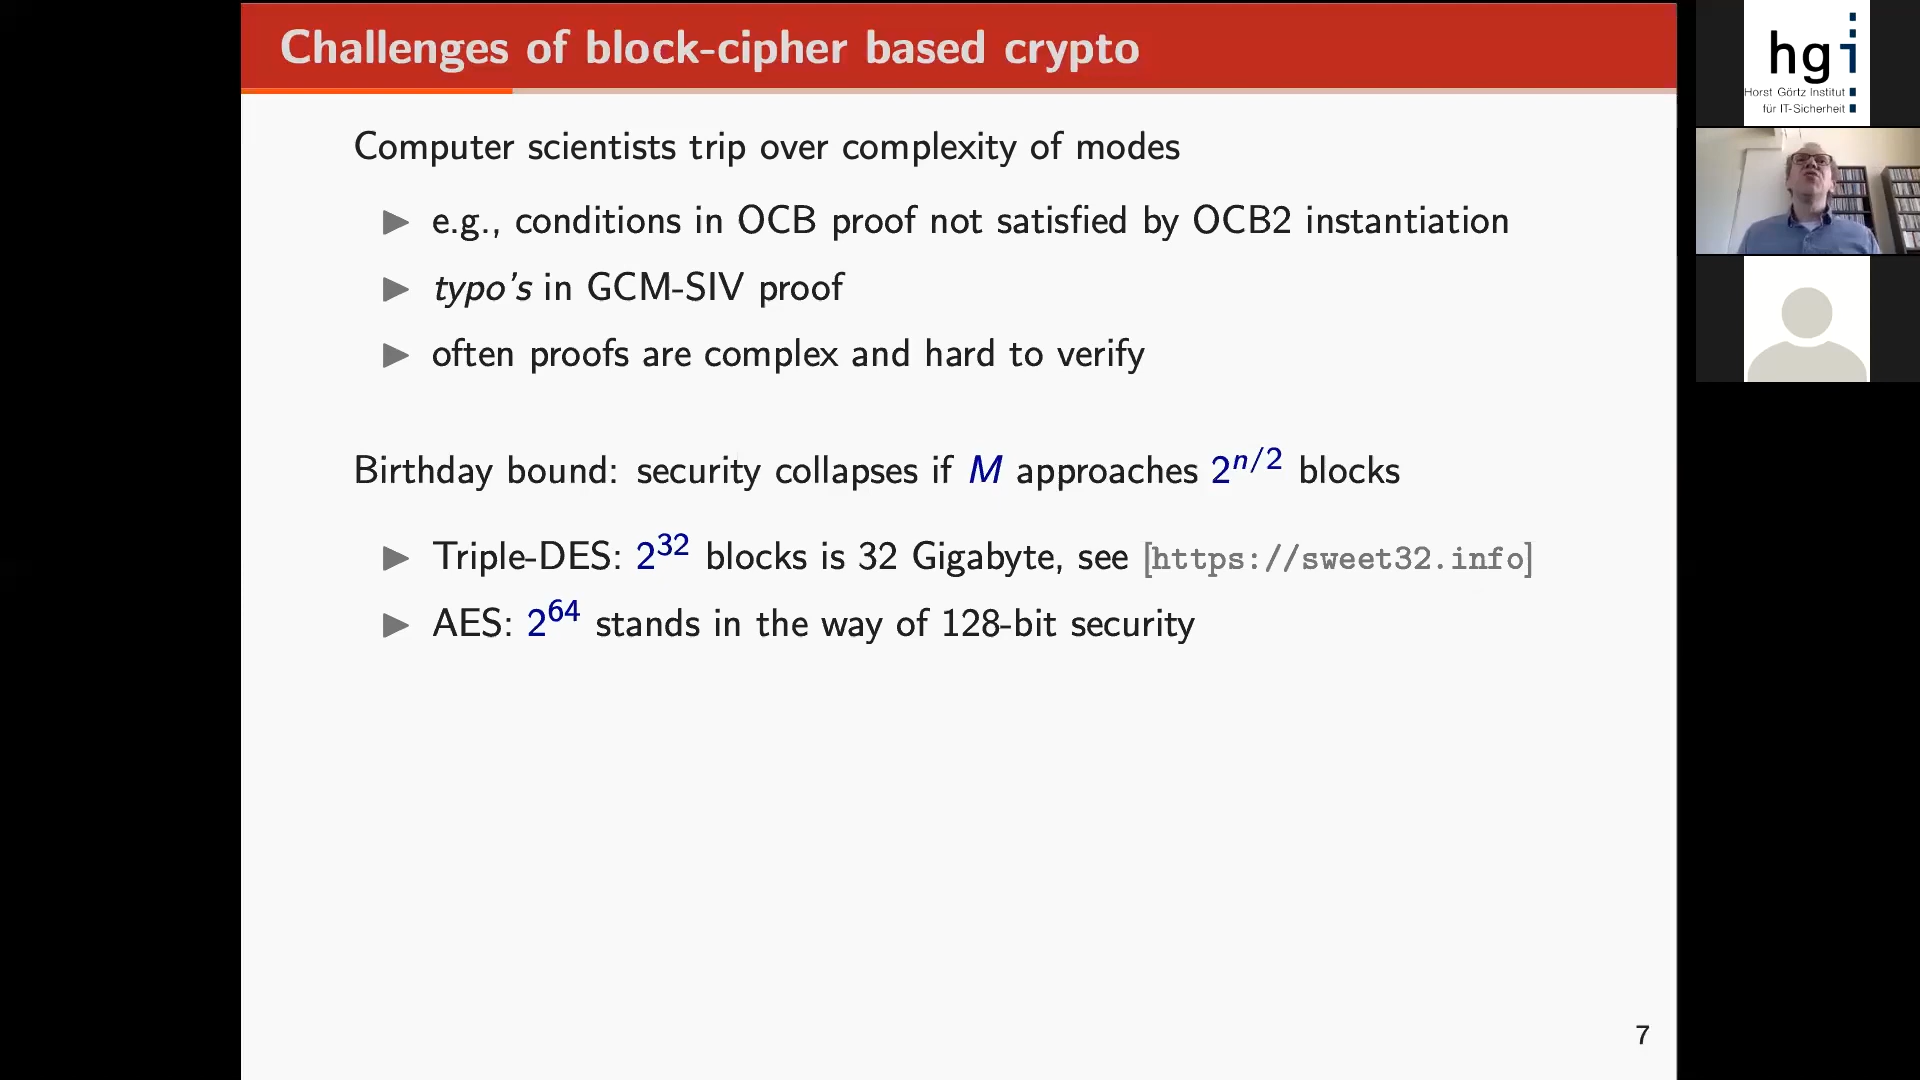 Challenges of block-cipher based crypto
Computer scientists trip over complexity of modes
▶ e.g., conditions in OCB proof not satisfied by OCB2 instantiation
▶ typo's in GCM-SIV proof
▶ often proofs are complex and hard to verify
Birthday bound: security collapses if M approaches 2^{n/2} blocks
▶ Triple-DES: 2^{32} blocks is 32 Gigabyte, see [https://sweet32.info]
▶ AES: 2^{64} stands in the way of 128-bit security
7
hgi
Horst Görtz Institut
für IT-Sicherheit